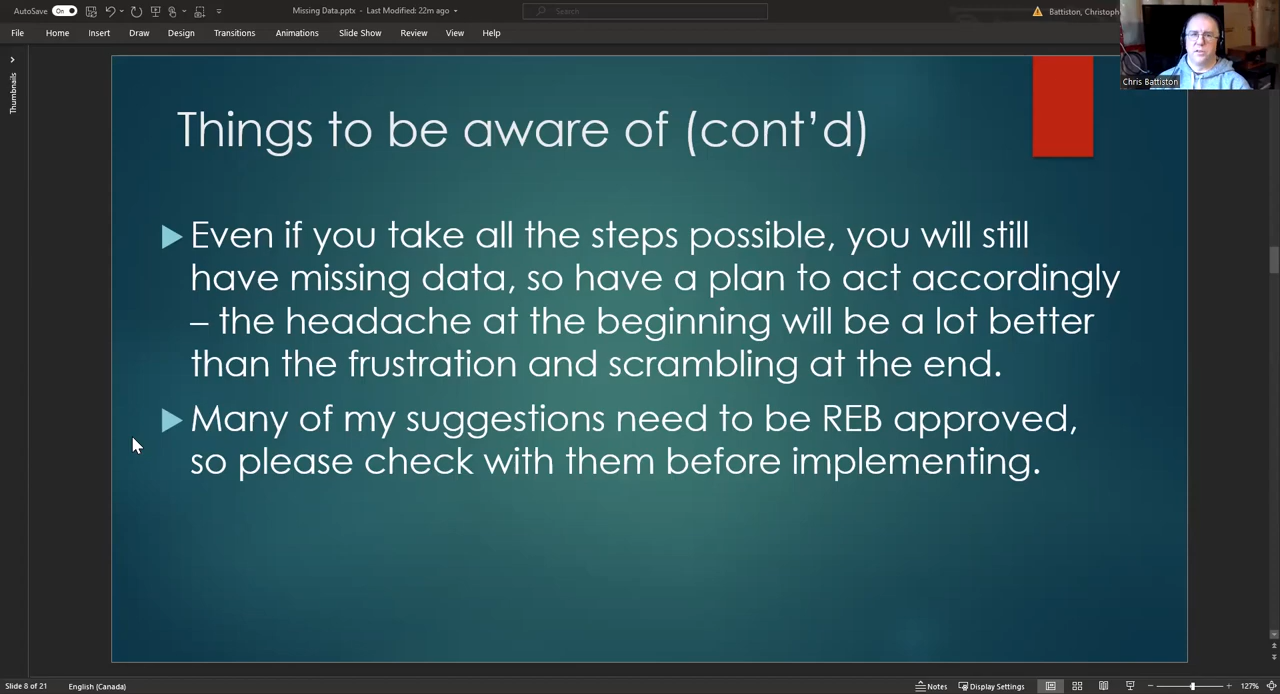 AutoSave On Missing Data.pptx • Last Modified: 22m ago Search Battiston, Christoph
File Home Insert Draw Design Transitions Animations Slide Show Review View Help
Chris Battiston
Thumbnails
Things to be aware of (cont’d)
Even if you take all the steps possible, you will still
have missing data, so have a plan to act accordingly
– the headache at the beginning will be a lot better
than the frustration and scrambling at the end.
Many of my suggestions need to be REB approved,
so please check with them before implementing.
Slide 8 of 21 English (Canada) Notes Display Settings 127%